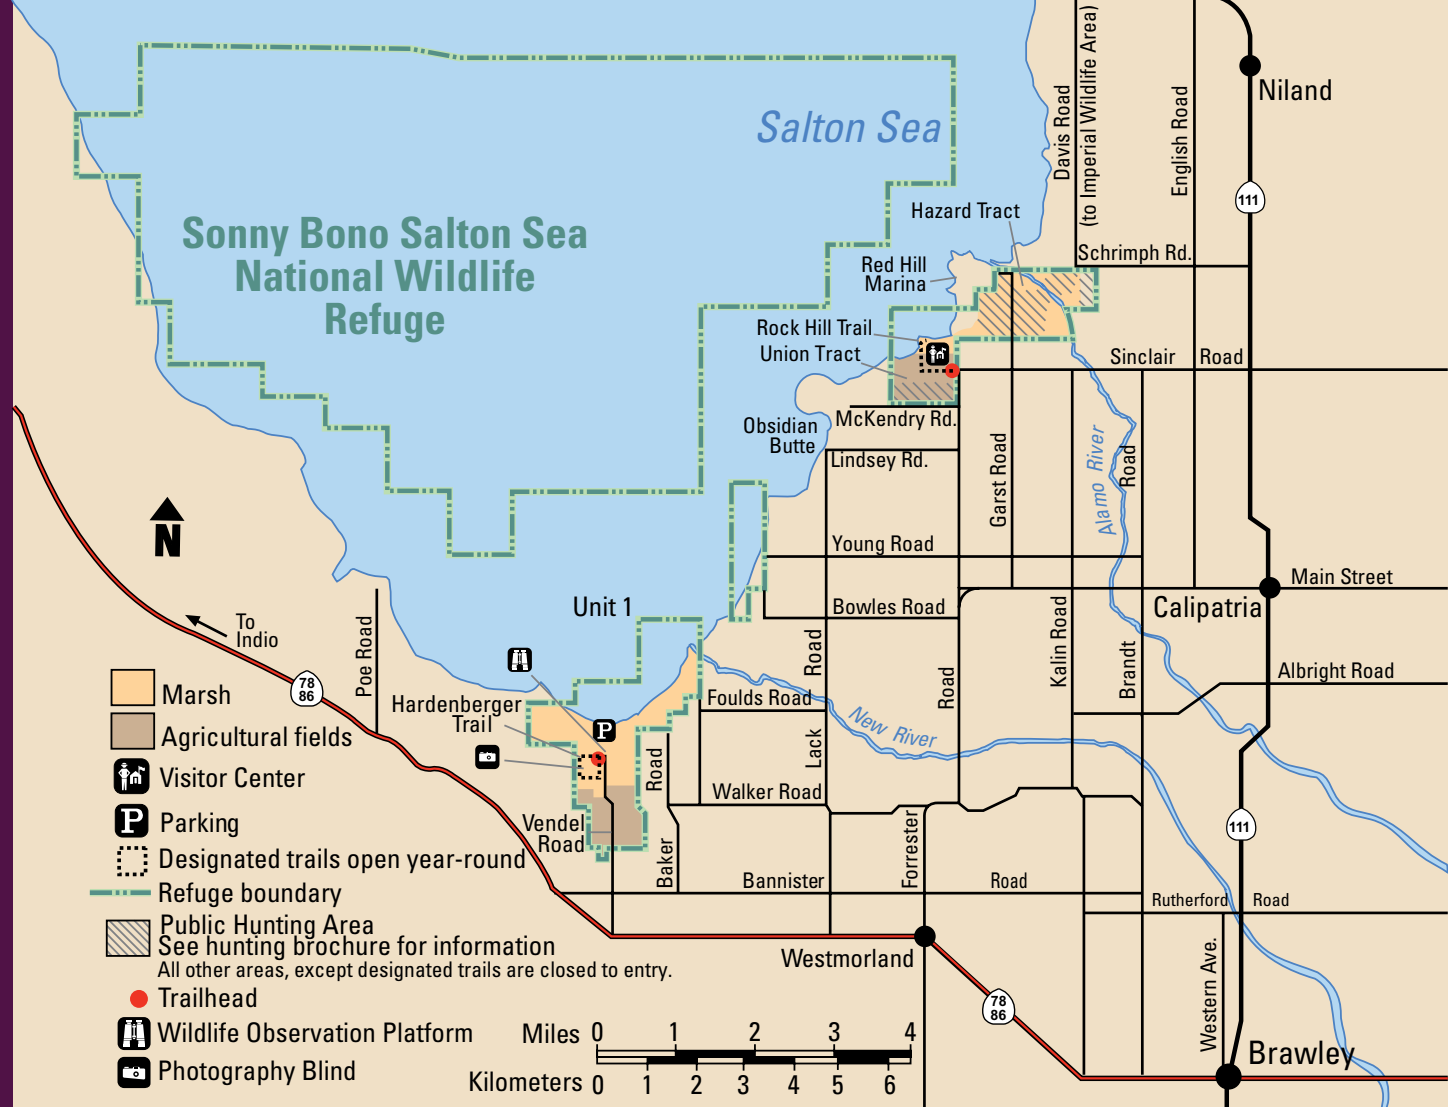 Salton Sea
Sonny Bono Salton Sea
National Wildlife
Refuge
Davis Road
(to Imperial Wildlife Area)
English Road
Niland
111
Schrimph Rd.
Hazard Tract
Red Hill
Marina
Rock Hill Trail
Union Tract
Sinclair Road
McKendry Rd.
Obsidian
Butte
Lindsey Rd.
Garst Road
Alamo River
Road
Young Road
Main Street
Bowles Road
Calipatria
Kalin Road
Brandt
Albright Road
Road
Lack
Road
Forrester
Unit 1
N
To
Indio
Poe Road
78
86
Hardenberger
Trail
P
Foulds Road
New River
Road
Baker
Walker Road
Vendel
Road
Bannister Road
111
Rutherford Road
Westmorland
78
86
Western Ave.
Brawley
Marsh
Agricultural fields
Visitor Center
P Parking
Designated trails open year-round
Refuge boundary
Public Hunting Area
See hunting brochure for information
All other areas, except designated trails are closed to entry.
Trailhead
Wildlife Observation Platform
Photography Blind
Miles 0 1 2 3 4
Kilometers 0 1 2 3 4 5 6